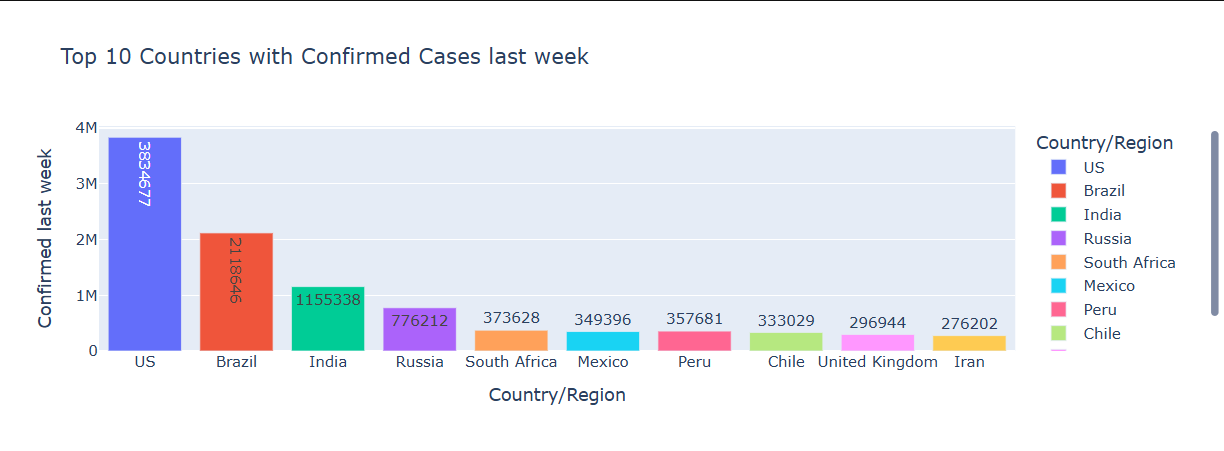 Top 10 Countries with Confirmed Cases last week
Confirmed last week
4M
3M
2M
1M
0
3834677
2118646
1155338
776212
373628
349396
357681
333029
296944
276202
US
Brazil
India
Russia
South Africa
Mexico
Peru
Chile
United Kingdom
Iran
Country/Region
Country/Region
US
Brazil
India
Russia
South Africa
Mexico
Peru
Chile